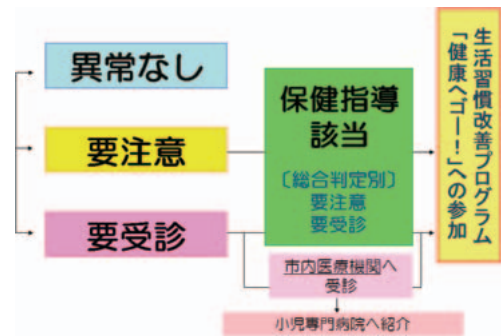 異常なし
要注意
要受診
保健指導
該当
〔総合判定別〕
要注意
要受診
市内医療機関へ
受診
小児専門病院へ紹介
生活習慣改善プログラム
「健康へゴー！」への参加